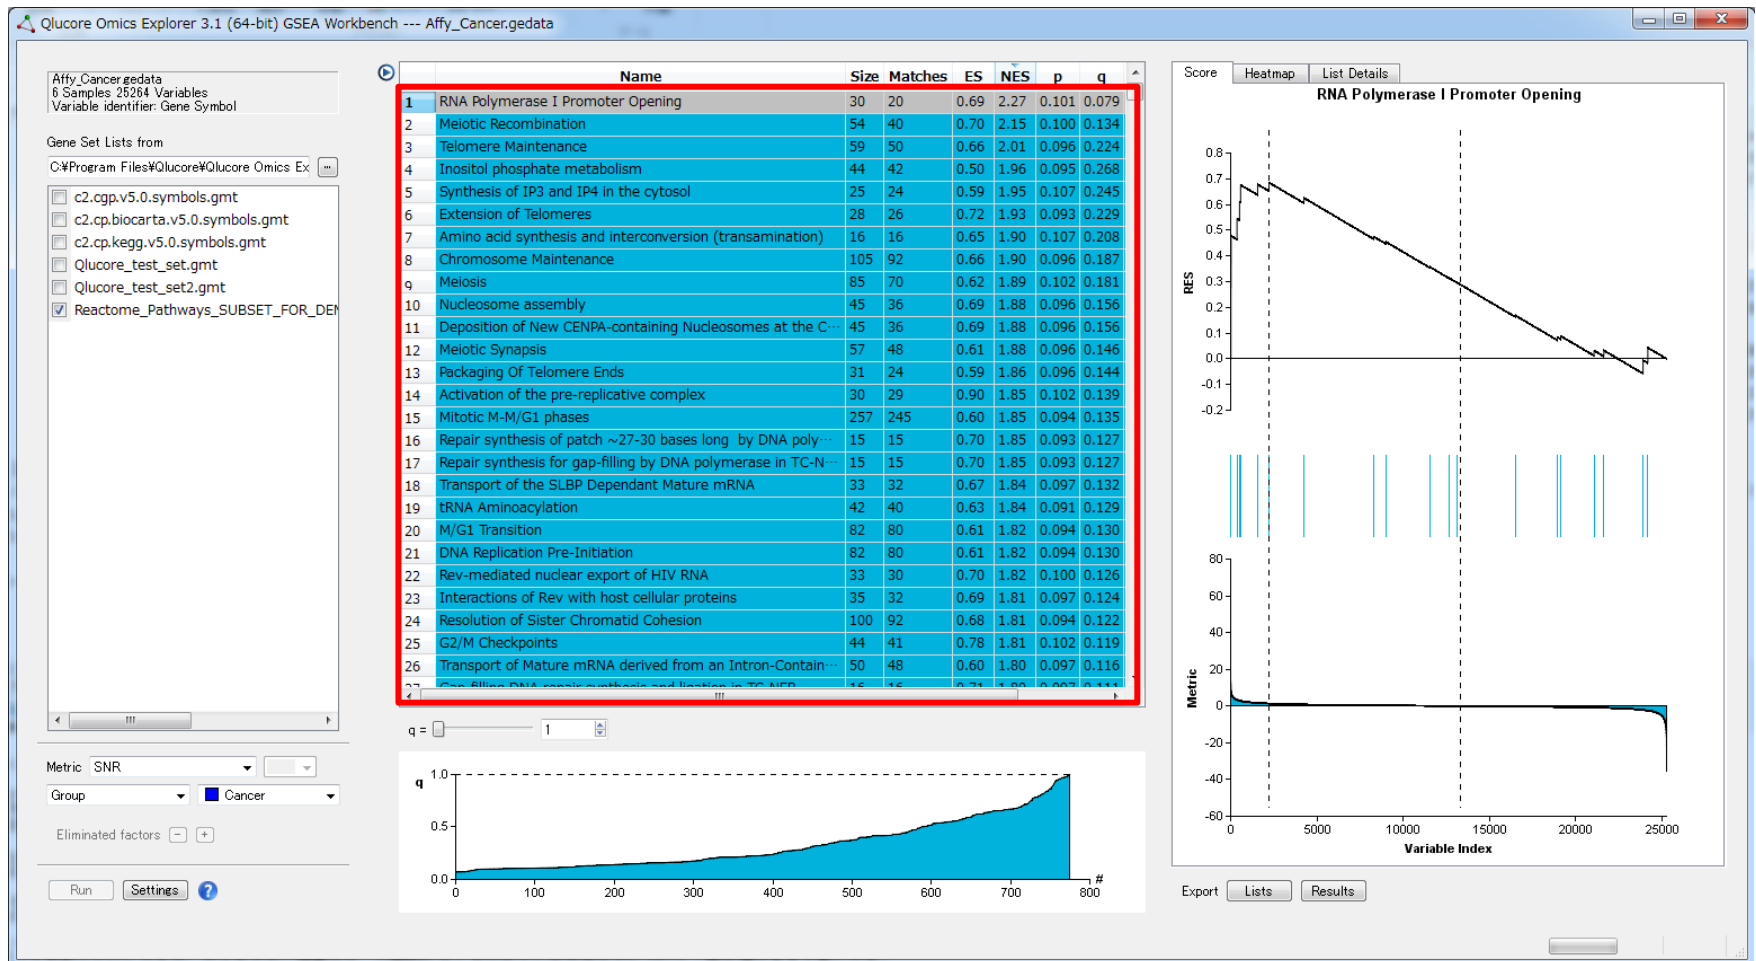 Qlucore Omics Explorer 3.1 (64-bit) GSEA Workbench --- Affy_Cancer.gedata
Affy_Cancer.gedata
6 Samples 25264 Variables
Variable identifier: Gene Symbol
Gene Set Lists from
C:¥Program Files¥Qlucore¥Qlucore Omics Ex ...
c2.cgp.v5.0.symbols.gmt
c2.cp.biocarta.v5.0.symbols.gmt
c2.cp.kegg.v5.0.symbols.gmt
Qlucore_test_set.gmt
Qlucore_test_set2.gmt
Reactome_Pathways_SUBSET_FOR_DEM
Metric SNR
Group Cancer
Eliminated factors - +
Run Settings ?
Name Size Matches ES NES p q
1 RNA Polymerase I Promoter Opening 30 20 0.69 2.27 0.101 0.079
2 Meiotic Recombination 54 40 0.70 2.15 0.100 0.134
3 Telomere Maintenance 59 50 0.66 2.01 0.096 0.224
4 Inositol phosphate metabolism 44 42 0.50 1.96 0.095 0.268
5 Synthesis of IP3 and IP4 in the cytosol 25 24 0.59 1.95 0.107 0.245
6 Extension of Telomeres 28 26 0.72 1.93 0.093 0.229
7 Amino acid synthesis and interconversion (transamination) 16 16 0.65 1.90 0.107 0.208
8 Chromosome Maintenance 105 92 0.66 1.90 0.096 0.187
9 Meiosis 85 70 0.62 1.89 0.102 0.181
10 Nucleosome assembly 45 36 0.69 1.88 0.096 0.156
11 Deposition of New CENPA-containing Nucleosomes at the C... 45 36 0.69 1.88 0.096 0.156
12 Meiotic Synapsis 57 48 0.61 1.88 0.096 0.146
13 Packaging Of Telomere Ends 31 24 0.59 1.86 0.096 0.144
14 Activation of the pre-replicative complex 30 29 0.90 1.85 0.102 0.139
15 Mitotic M-M/G1 phases 257 245 0.60 1.85 0.094 0.135
16 Repair synthesis of patch ~27-30 bases long by DNA poly... 15 15 0.70 1.85 0.093 0.127
17 Repair synthesis for gap-filling by DNA polymerase in TC-N... 15 15 0.70 1.85 0.093 0.127
18 Transport of the SLBP Dependant Mature mRNA 33 32 0.67 1.84 0.097 0.132
19 tRNA Aminoacylation 42 40 0.63 1.84 0.091 0.129
20 M/G1 Transition 82 80 0.61 1.82 0.094 0.130
21 DNA Replication Pre-Initiation 82 80 0.61 1.82 0.094 0.130
22 Rev-mediated nuclear export of HIV RNA 33 30 0.70 1.82 0.100 0.126
23 Interactions of Rev with host cellular proteins 35 32 0.69 1.81 0.097 0.124
24 Resolution of Sister Chromatid Cohesion 100 92 0.68 1.81 0.094 0.122
25 G2/M Checkpoints 44 41 0.78 1.81 0.102 0.119
26 Transport of Mature mRNA derived from an Intron-Contain... 50 48 0.60 1.80 0.097 0.116
27 Gap-filling DNA repair synthesis and ligation in TC-NER 16 16 0.71 1.80 0.097 0.111
q = 1
q
1.0
0.5
0.0
0 100 200 300 400 500 600 700 800
#
Score Heatmap List Details
RNA Polymerase I Promoter Opening
RES
0.8
0.7
0.6
0.5
0.4
0.3
0.2
0.1
0.0
-0.1
-0.2
Metric
80
60
40
20
0
-20
-40
-60
0 5000 10000 15000 20000 25000
Variable Index
Export Lists Results